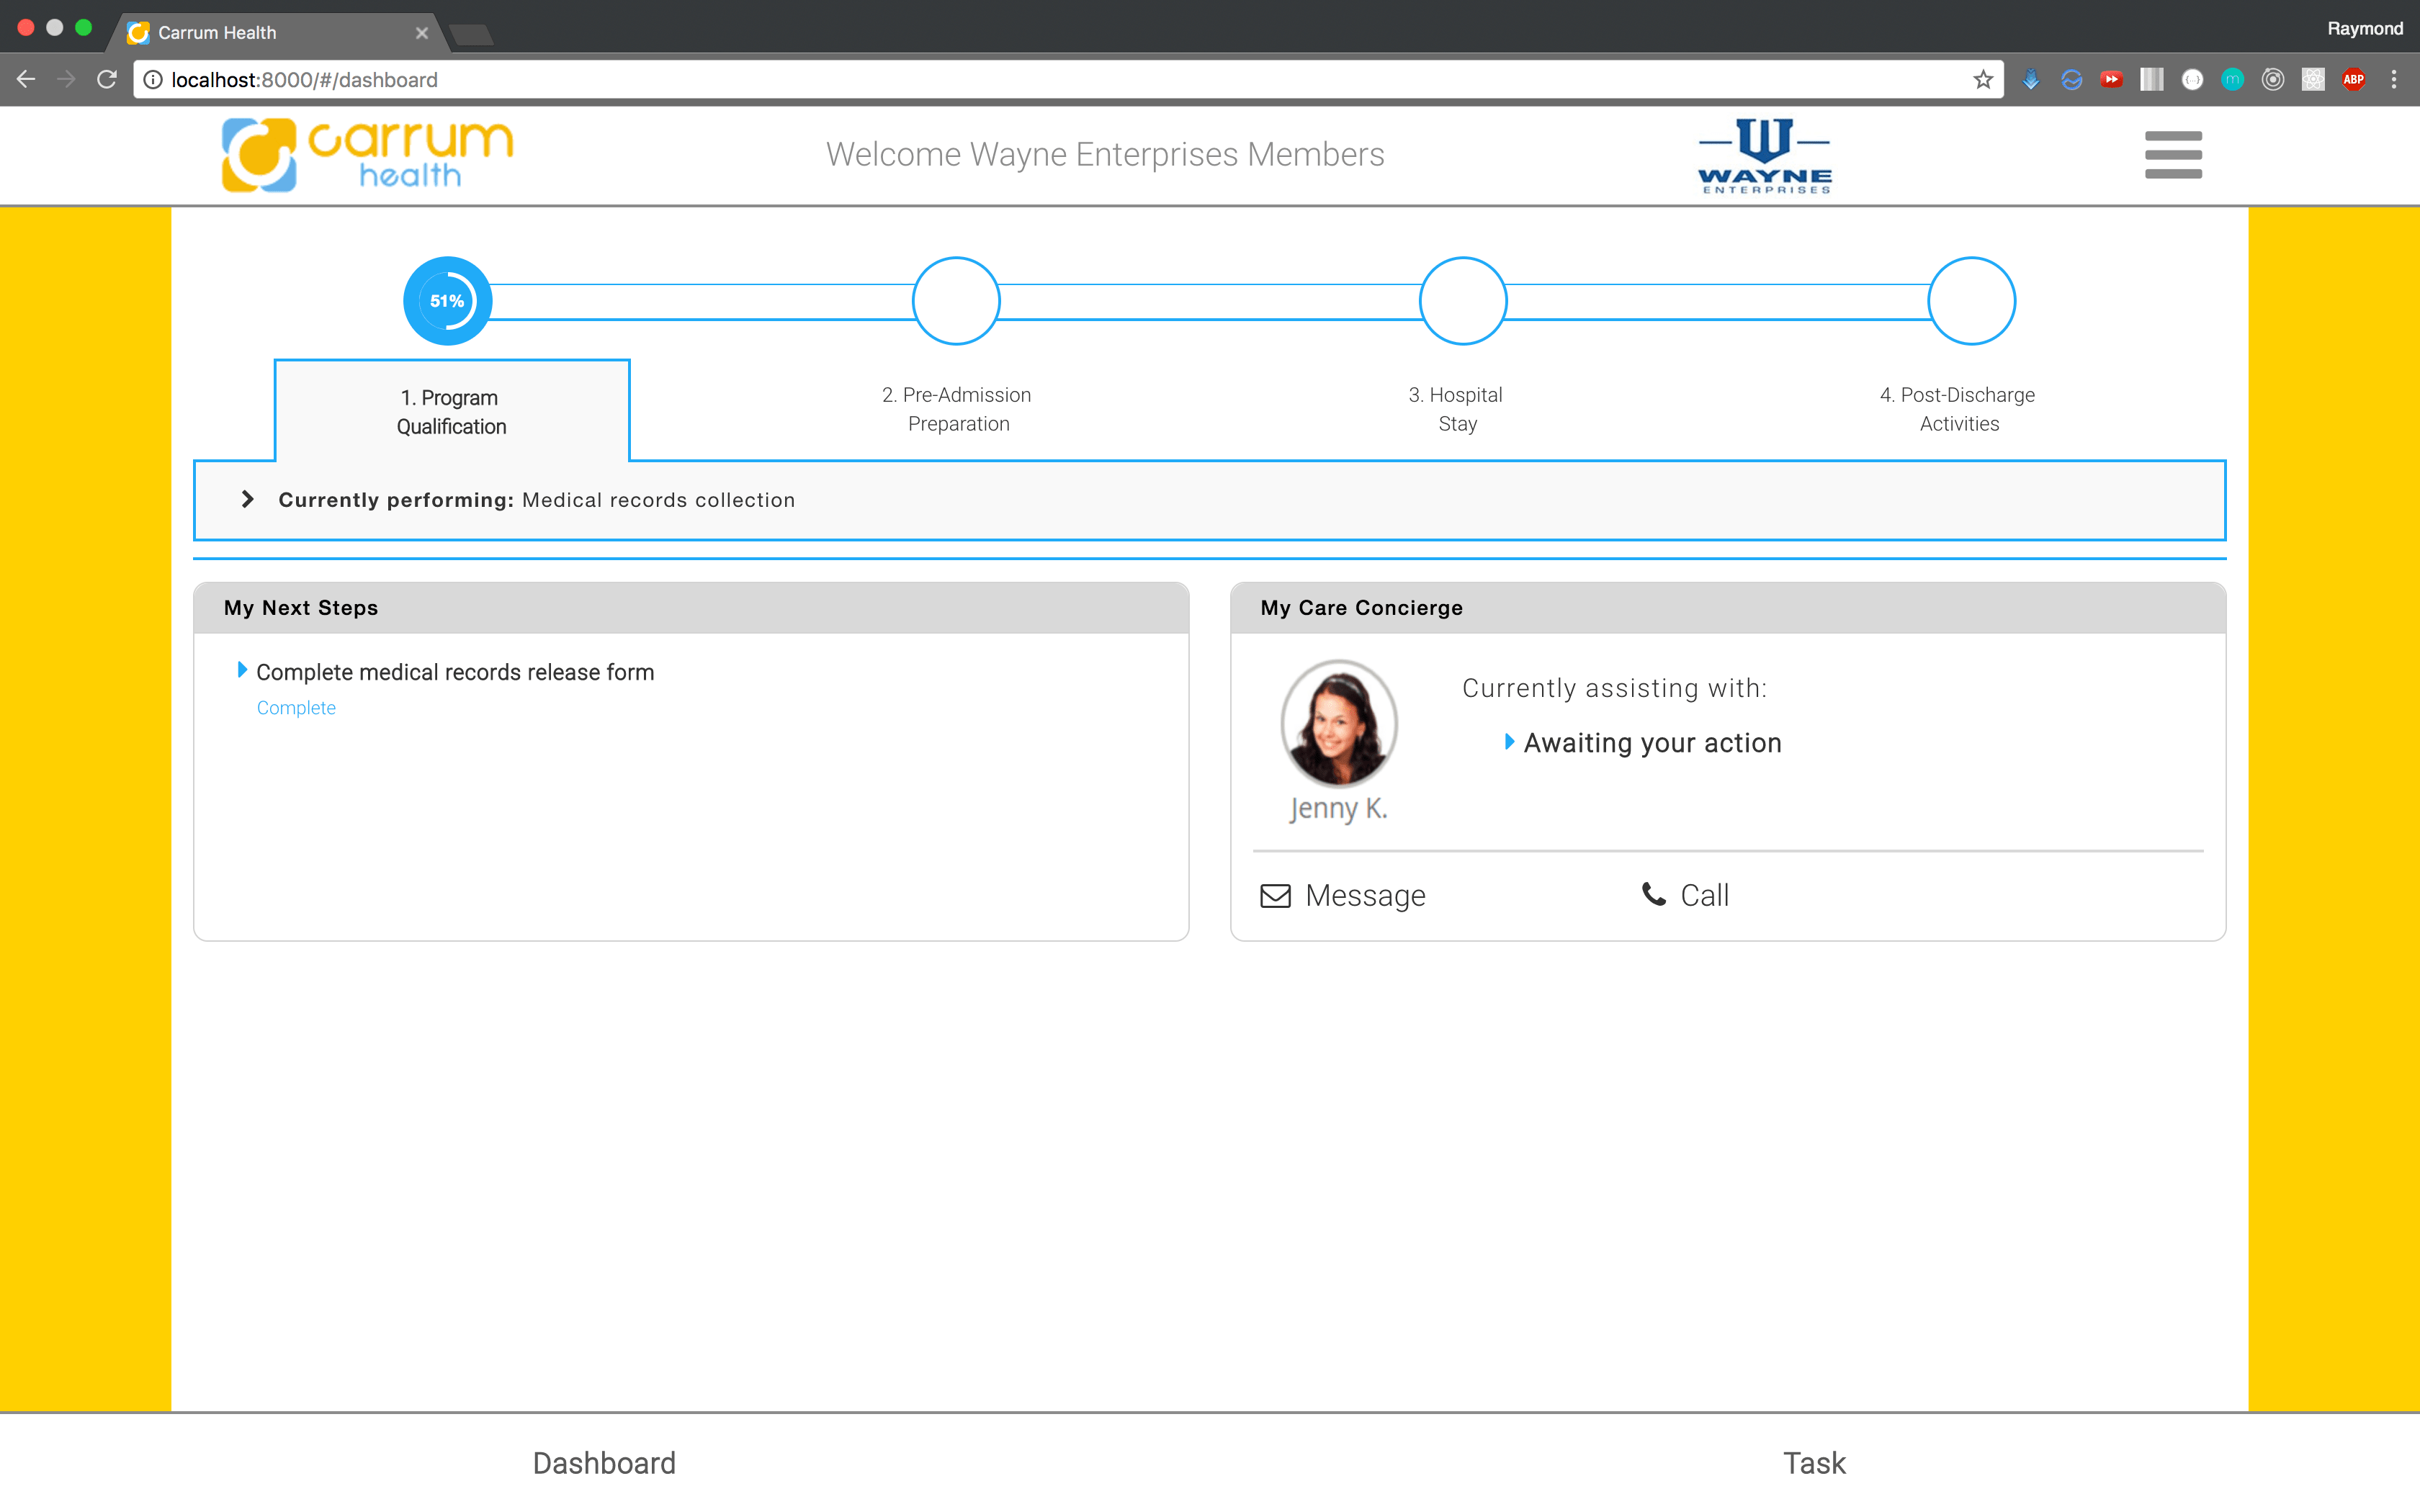 Carrum Health
Raymond
localhost:8000/#/dashboard
ABP
carrum
health
Welcome Wayne Enterprises Members
W
WAYNE
ENTERPRISES
51%
1. Program
Qualification
2. Pre-Admission
Preparation
3. Hospital
Stay
4. Post-Discharge
Activities
Currently performing: Medical records collection
My Next Steps
Complete medical records release form
Complete
My Care Concierge
Currently assisting with:
Awaiting your action
Jenny K.
Message
Call
Dashboard
Task